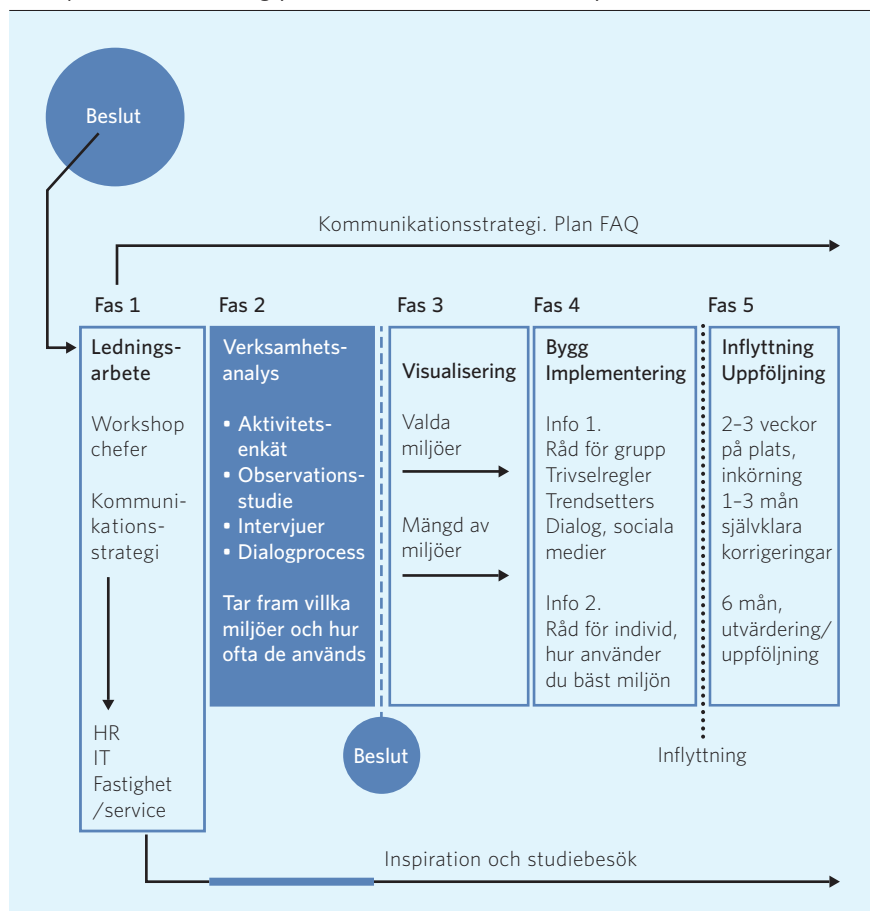 Beslut
Kommunikationsstrategi. Plan FAQ
Fas 1
Lednings-
arbete
Workshop
chefer
Kommuni-
kations-
strategi
HR
IT
Fastighet
/service
Fas 2
Verksamhets-
analys
• Aktivitets-
enkät
• Observations-
studie
• Intervjuer
• Dialogprocess
Tar fram villka
miljöer och hur
ofta de används
Beslut
Fas 3
Visualisering
Valda
miljöer
Mängd av
miljöer
Fas 4
Bygg
Implementering
Info 1.
Råd för grupp
Trivselregler
Trendsetters
Dialog, sociala
medier
Info 2.
Råd för individ,
hur använder
du bäst miljön
Inflyttning
Fas 5
Inflyttning
Uppföljning
2–3 veckor
på plats,
inkörning
1–3 mån
självklara
korrigeringar
6 mån,
utvärdering/
uppföljning
Inspiration och studiebesök